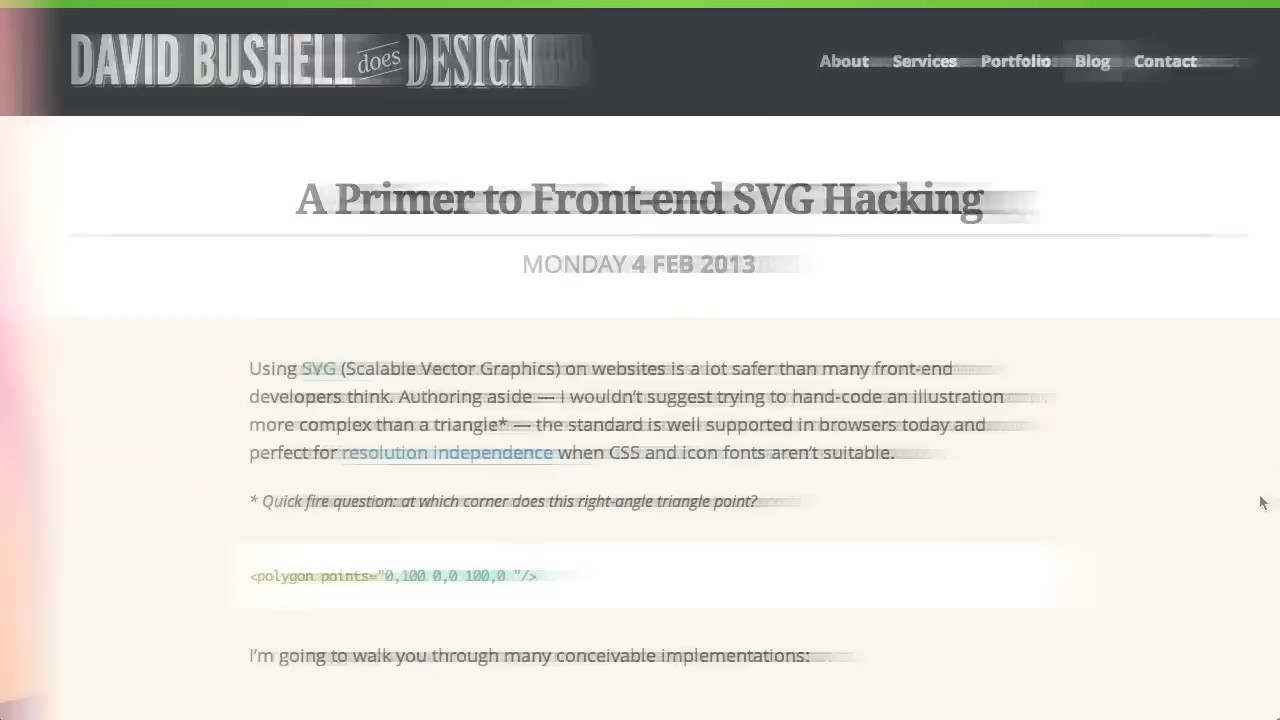 DAVID BUSHELL does DESIGN
About Services Portfolio Blog Contact
A Primer to Front-end SVG Hacking
MONDAY 4 FEB 2013
Using SVG (Scalable Vector Graphics) on websites is a lot safer than many front-end
developers think. Authoring aside — I wouldn't suggest trying to hand-code an illustration
more complex than a triangle* — the standard is well supported in browsers today and
perfect for resolution independence when CSS and icon fonts aren't suitable.
* Quick fire question: at which corner does this right-angle triangle point?
<polygon points="0,100 0,0 100,0 "/>
I'm going to walk you through many conceivable implementations: